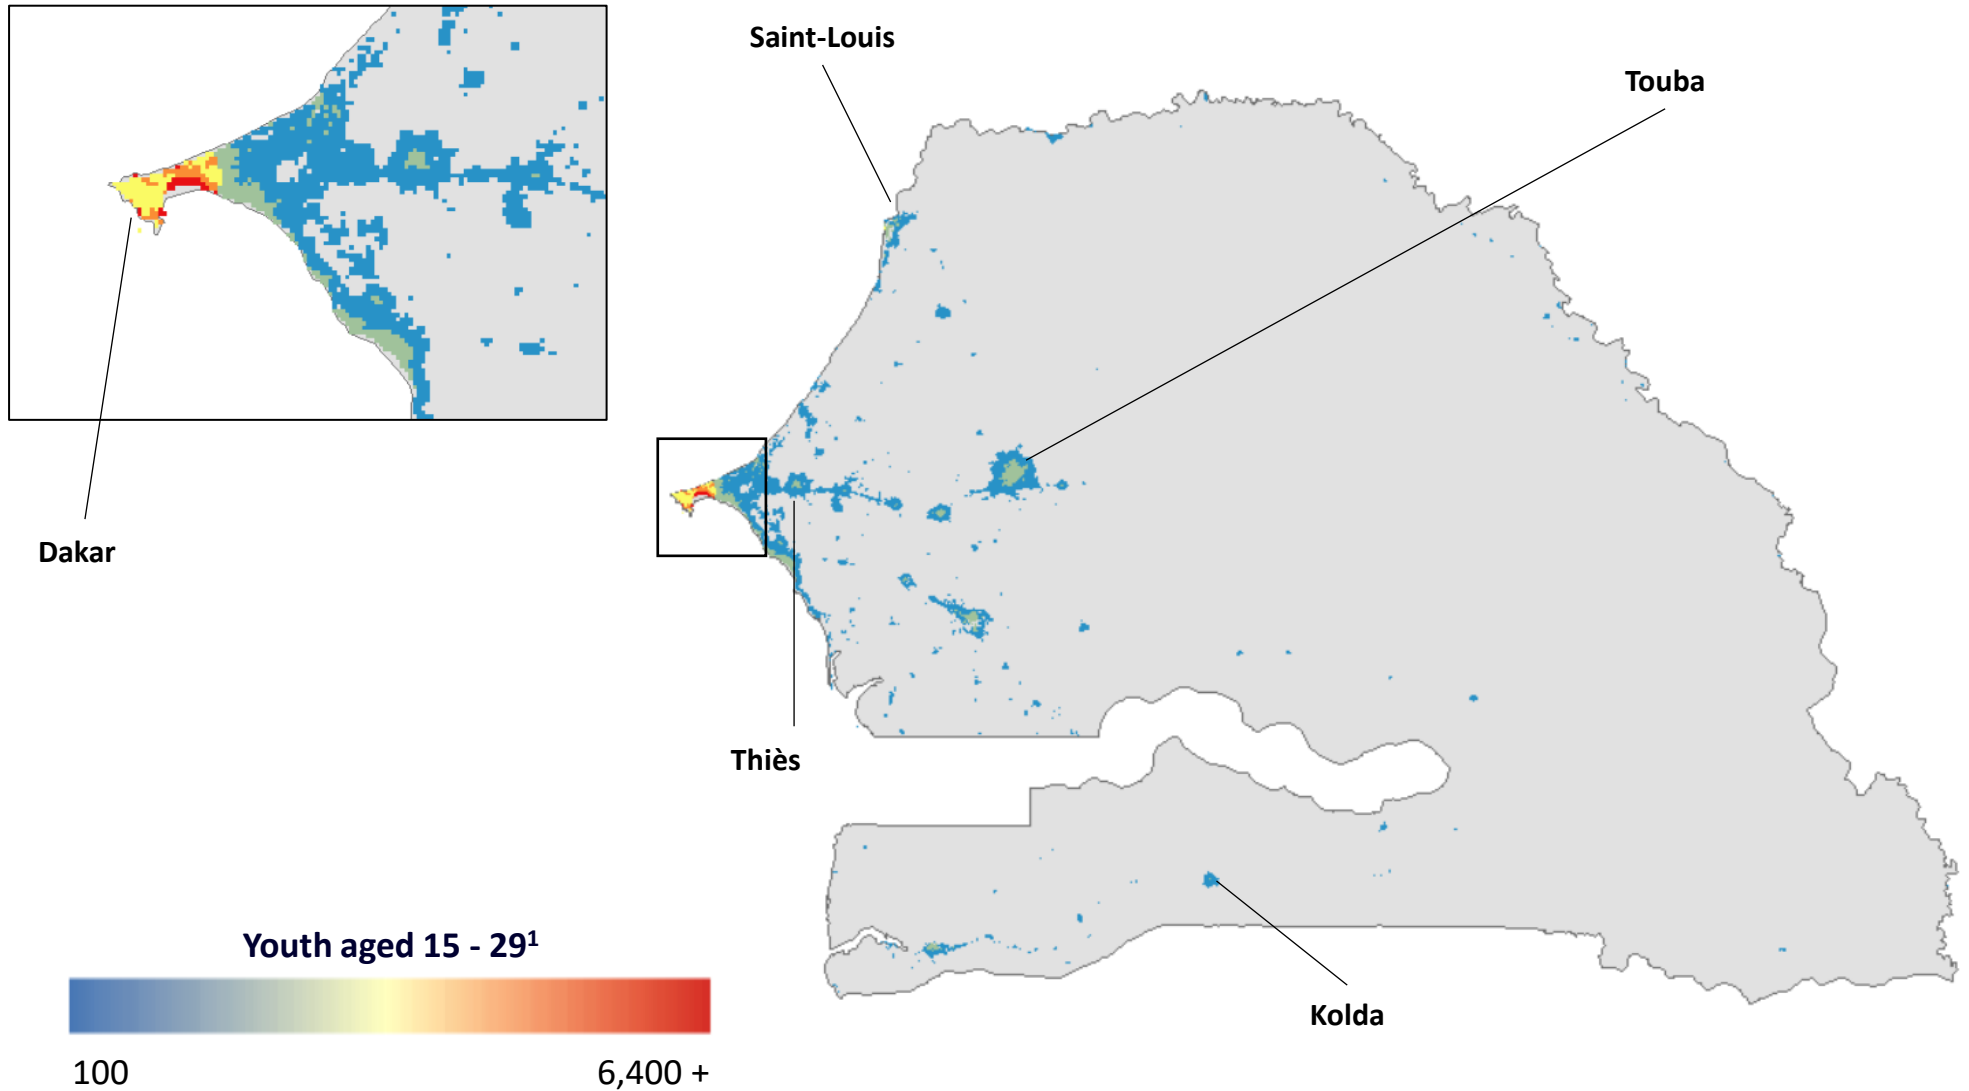 Saint-Louis
Touba
Dakar
Thiès
Kolda
Youth aged 15 - 29¹
100
6,400 +